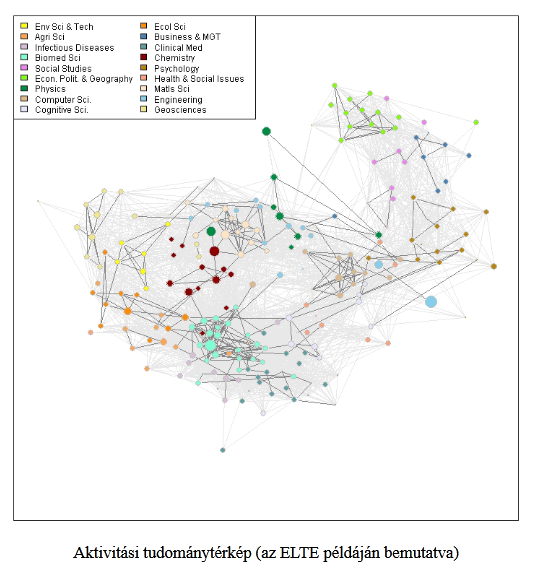 Env Sci & Tech
Agri Sci
Infectious Diseases
Biomed Sci
Social Studies
Econ. Polit. & Geography
Physics
Computer Sci.
Cognitive Sci.
Ecol Sci
Business & MGT
Clinical Med
Chemistry
Psychology
Health & Social Issues
Matls Sci
Engineering
Geosciences
Aktivitási tudománytérkép (az ELTE példáján bemutatva)